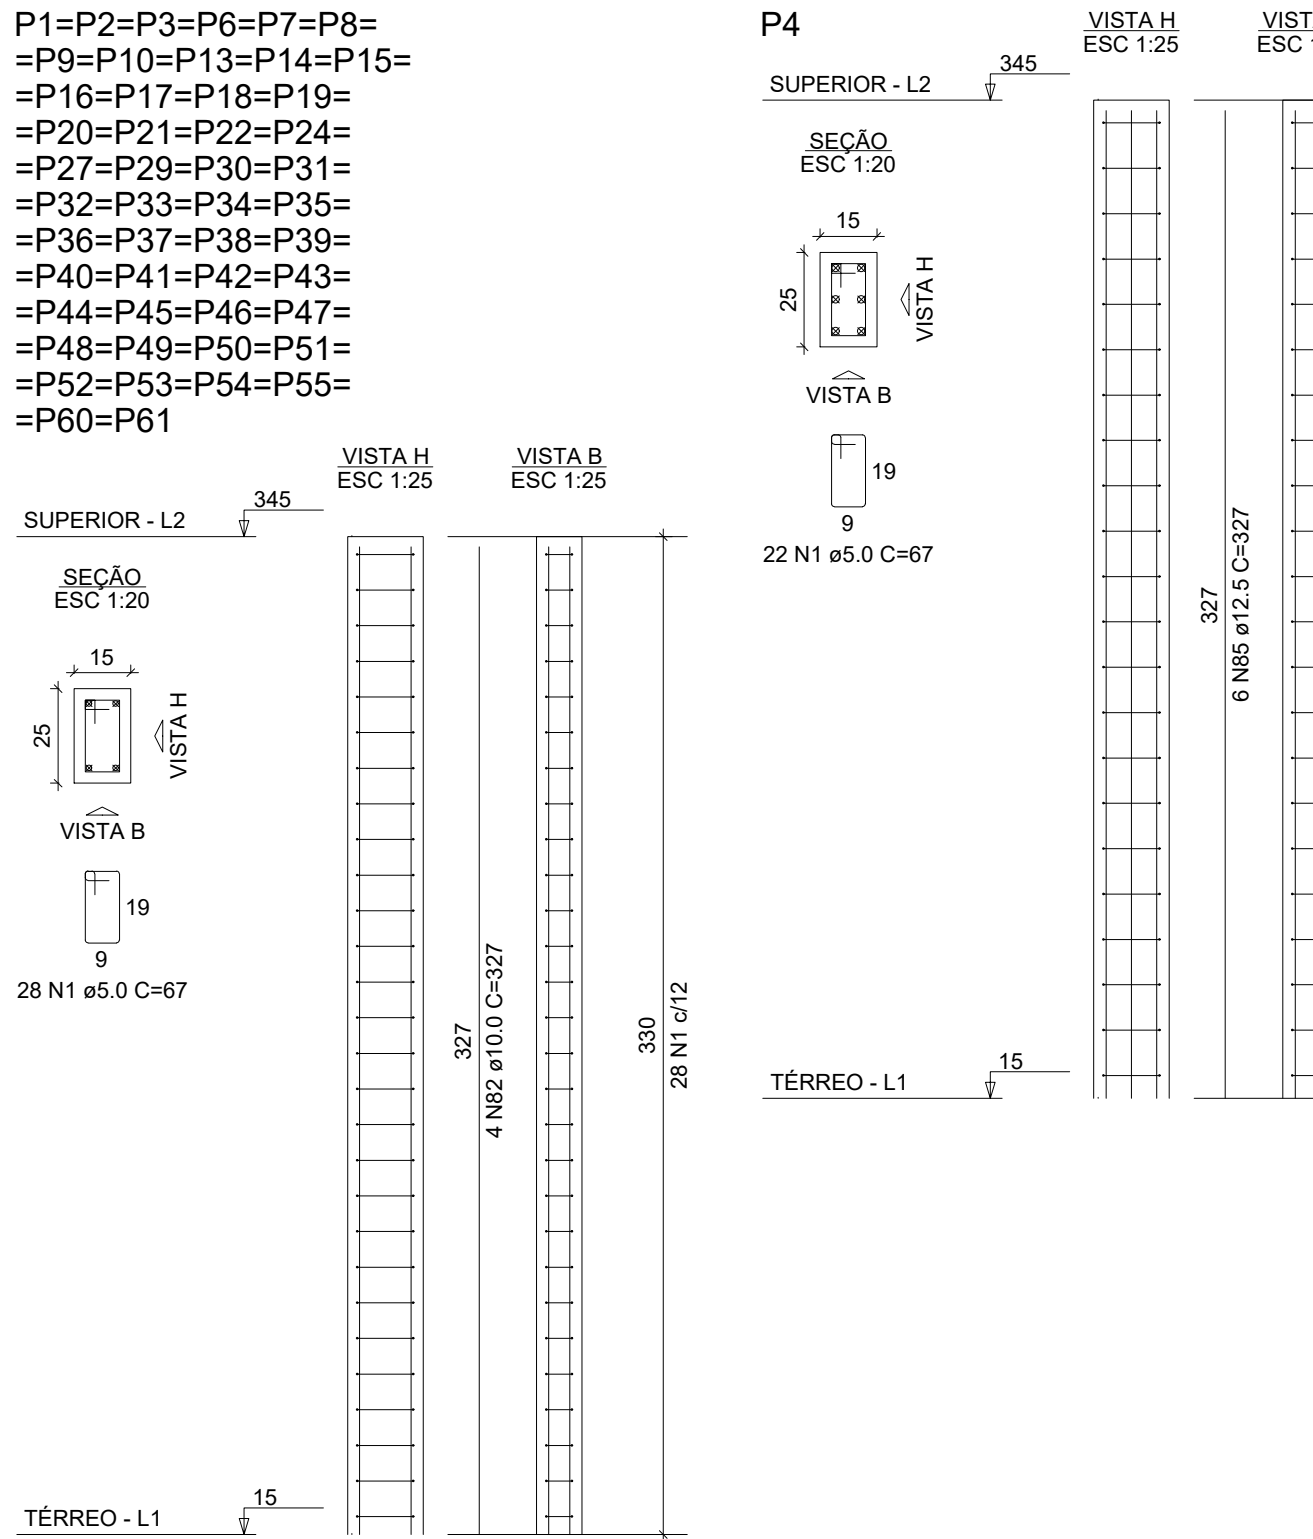 P1=P2=P3=P6=P7=P8=
=P9=P10=P13=P14=P15=
=P16=P17=P18=P19=
=P20=P21=P22=P24=
=P27=P29=P30=P31=
=P32=P33=P34=P35=
=P36=P37=P38=P39=
=P40=P41=P42=P43=
=P44=P45=P46=P47=
=P48=P49=P50=P51=
=P52=P53=P54=P55=
=P60=P61
VISTA H
ESC 1:25
VISTA B
ESC 1:25
345
SUPERIOR - L2
SEÇÃO
ESC 1:20
15
25
VISTA H
VISTA B
19
9
28 N1 ø5.0 C=67
327
4 N82 ø10.0 C=327
330
28 N1 c/12
15
TÉRREO - L1
P4
VISTA H
ESC 1:25
345
SUPERIOR - L2
SEÇÃO
ESC 1:20
15
25
VISTA H
VISTA B
19
9
22 N1 ø5.0 C=67
327
6 N85 ø12.5 C=327
15
TÉRREO - L1